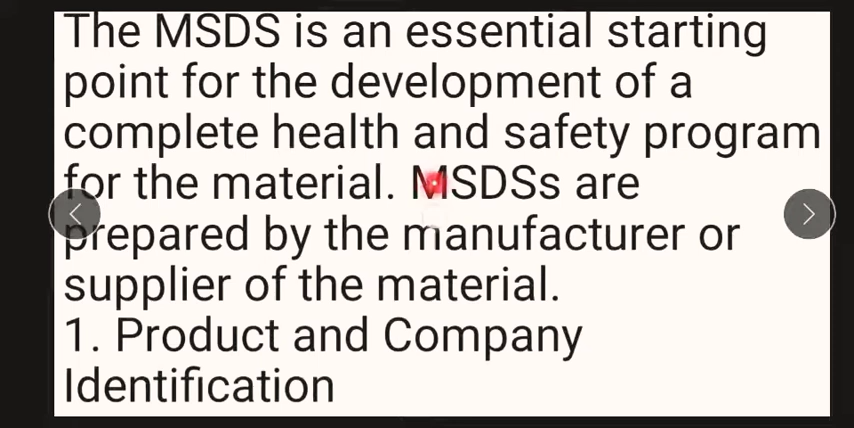 The MSDS is an essential starting
point for the development of a
complete health and safety program
for the material. MSDSs are
prepared by the manufacturer or
supplier of the material.
1. Product and Company
Identification